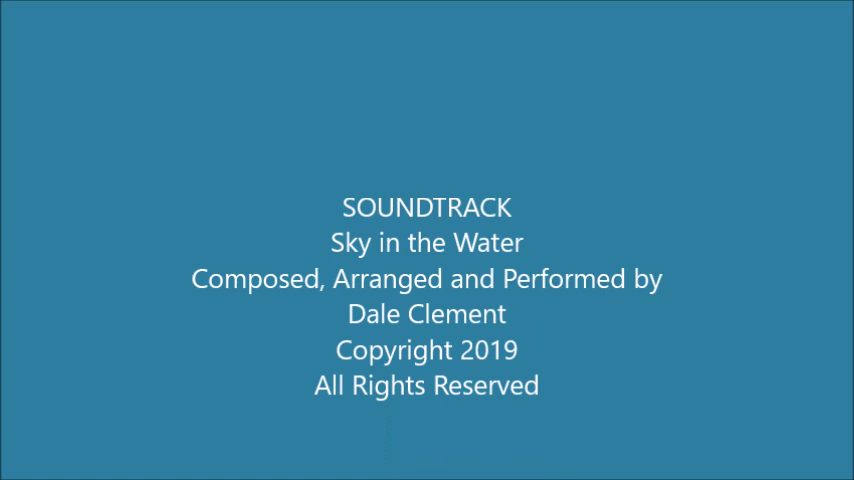 SOUNDTRACK
Sky in the Water
Composed, Arranged and Performed by
Dale Clement
Copyright 2019
All Rights Reserved